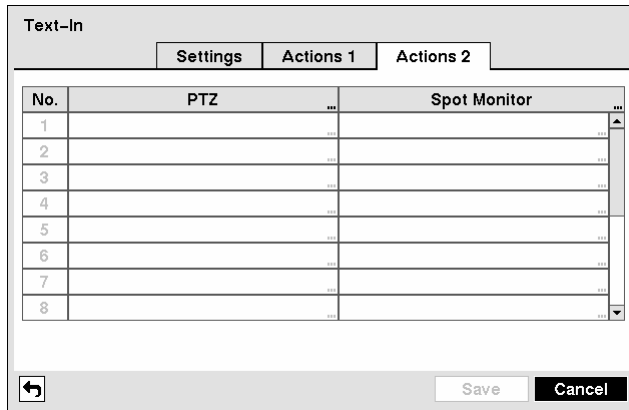 Text-In
Settings Actions 1 Actions 2
No. PTZ ... Spot Monitor ...
1 ... ...
2 ... ...
3 ... ...
4 ... ...
5 ... ...
6 ... ...
7 ... ...
8 ... ...
Save Cancel